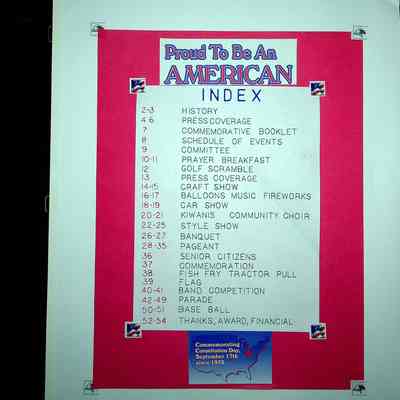 Proud To Be An
AMERICAN
INDEX
2-3 HISTORY
4-6 PRESS COVERAGE
7 COMMEMORATIVE BOOKLET
8 SCHEDULE OF EVENTS
9 COMMITTEE
10-11 PRAYER BREAKFAST
12 GOLF SCRAMBLE
13 PRESS COVERAGE
14-15 CRAFT SHOW
16-17 BALLOONS MUSIC FIREWORKS
18-19 CAR SHOW
20-21 KIWANIS COMMUNITY CHOIR
22-25 STYLE SHOW
26-27 BANQUET
28-35 PAGEANT
36 SENIOR CITIZENS
37 COMMEMORATION
38 FISH FRY TRACTOR PULL
39 FLAG
40-41 BAND COMPETITION
42-49 PARADE
50-51 BASE BALL
52-54 THANKS, AWARD, FINANCIAL
Commemorating
Constitution Day,
September 17th
since 1975